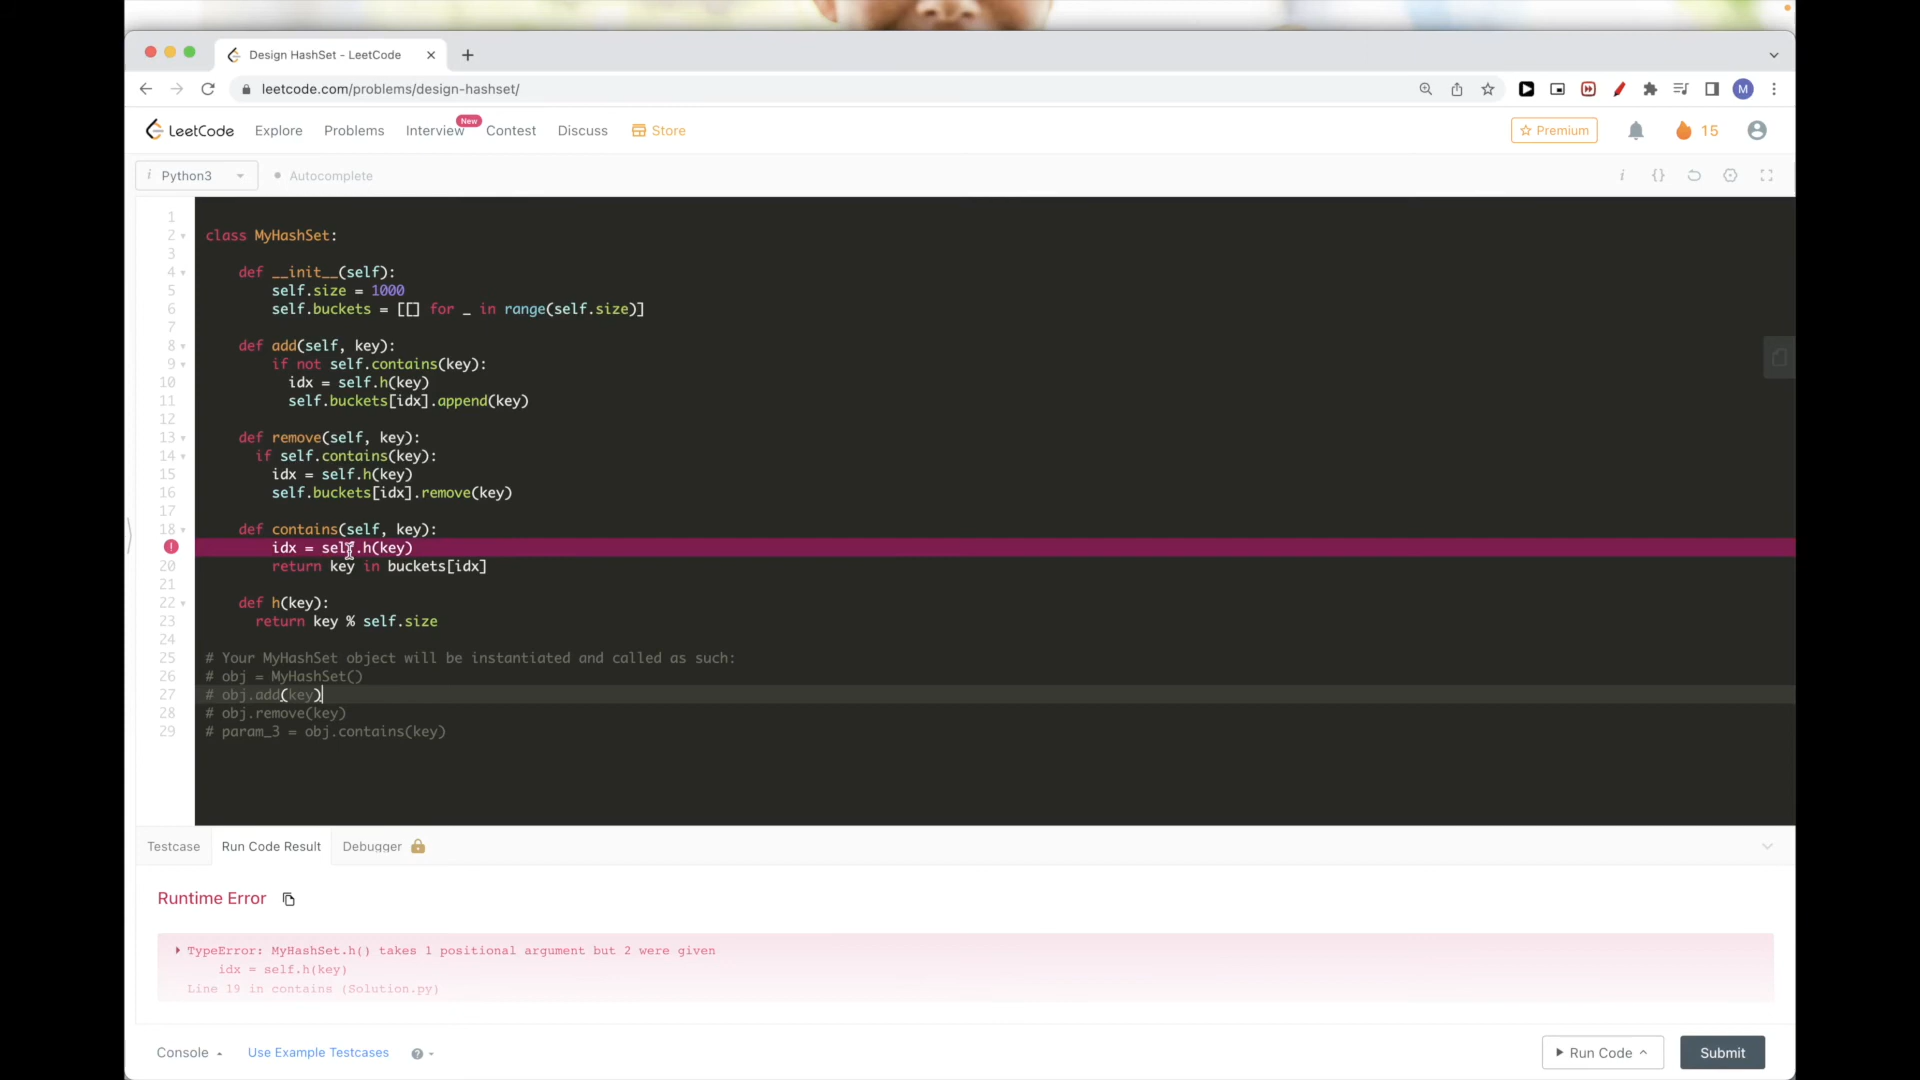 Design HashSet - LeetCode
leetcode.com/problems/design-hashset/
M
LeetCode Explore Problems Interview New Contest Discuss Store Premium 15
i Python3 Autocomplete i {}
1
2 class MyHashSet:
3
4 def __init__(self):
5 self.size = 1000
6 self.buckets = [[] for _ in range(self.size)]
7
8 def add(self, key):
9 if not self.contains(key):
10 idx = self.h(key)
11 self.buckets[idx].append(key)
12
13 def remove(self, key):
14 if self.contains(key):
15 idx = self.h(key)
16 self.buckets[idx].remove(key)
17
18 def contains(self, key):
idx = self.h(key)
20 return key in buckets[idx]
21
22 def h(key):
23 return key % self.size
24
25 # Your MyHashSet object will be instantiated and called as such:
26 # obj = MyHashSet()
27 # obj.add(key)
28 # obj.remove(key)
29 # param_3 = obj.contains(key)
Testcase Run Code Result Debugger
Runtime Error
TypeError: MyHashSet.h() takes 1 positional argument but 2 were given
idx = self.h(key)
Line 19 in contains (Solution.py)
Console Use Example Testcases ? Run Code Submit